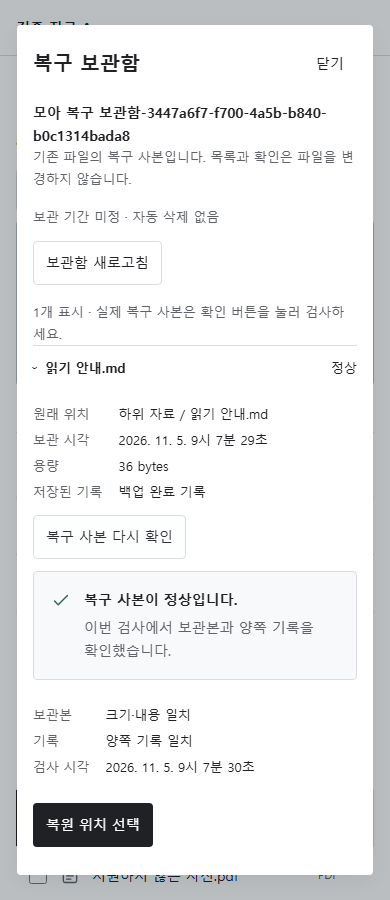 복구 보관함
닫기
모아 복구 보관함-3447a6f7-f700-4a5b-b840-
b0c1314bada8
기존 파일의 복구 사본입니다. 목록과 확인은 파일을 변
경하지 않습니다.
보관 기간 미정 · 자동 삭제 없음
보관함 새로고침
1개 표시 · 실제 복구 사본은 확인 버튼을 눌러 검사하
세요.
읽기 안내.md 정상
원래 위치 하위 자료 / 읽기 안내.md
보관 시각 2026. 11. 5. 9시 7분 29초
용량 36 bytes
저장된 기록 백업 완료 기록
복구 사본 다시 확인
복구 사본이 정상입니다.
이번 검사에서 보관본과 양쪽 기록을
확인했습니다.
보관본 크기·내용 일치
기록 양쪽 기록 일치
검사 시각 2026. 11. 5. 9시 7분 30초
복원 위치 선택